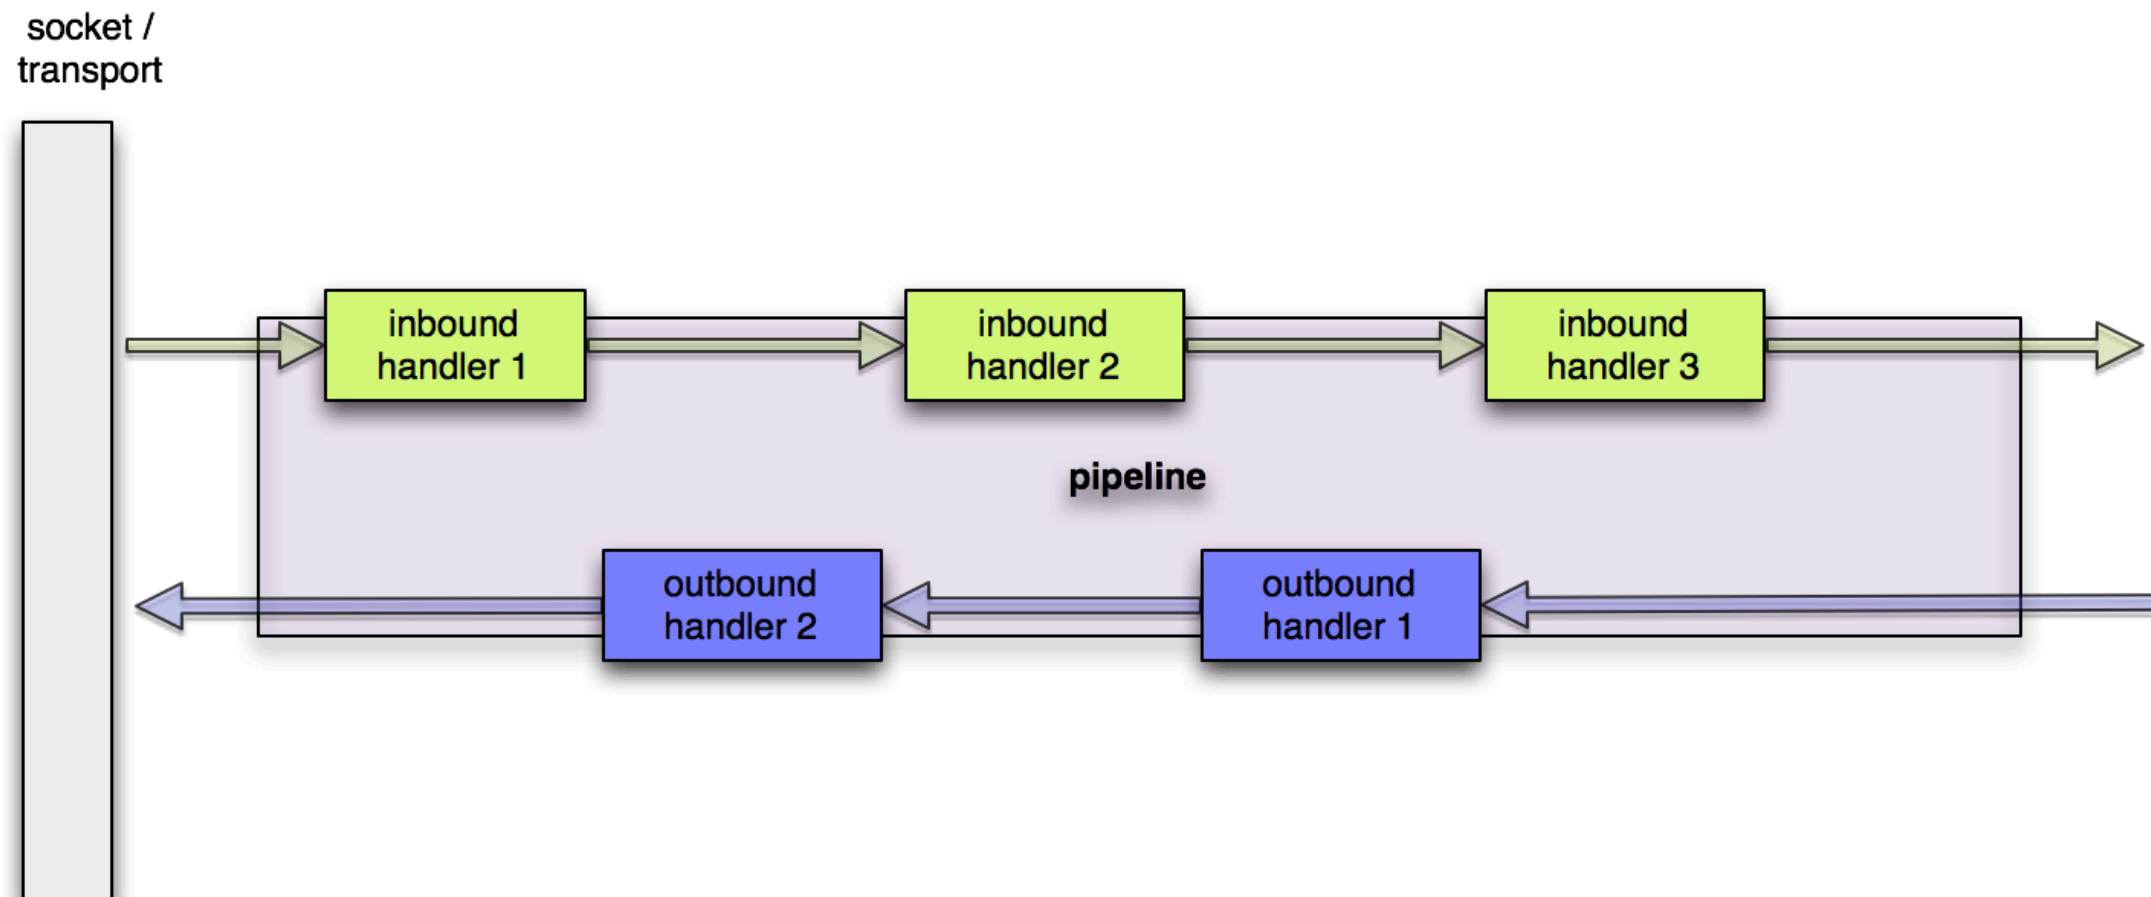 socket /
transport
inbound
handler 1
inbound
handler 2
inbound
handler 3
pipeline
outbound
handler 2
outbound
handler 1